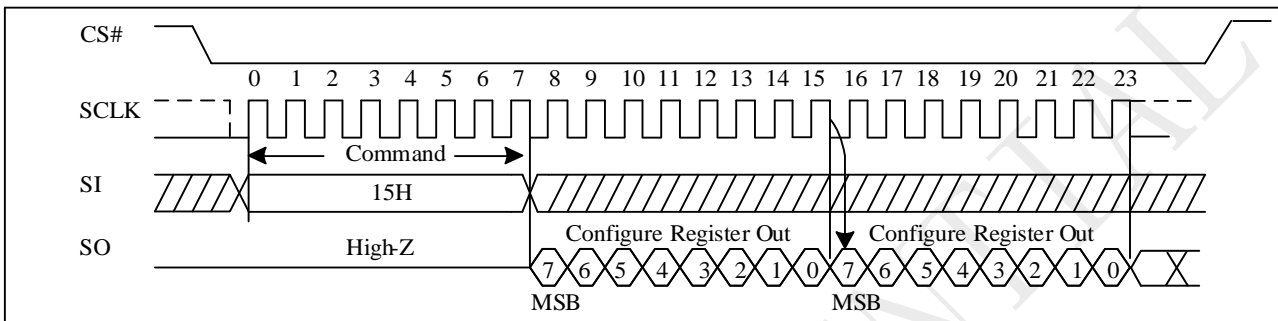 CS#
0 1 2 3 4 5 6 7 8 9 10 11 12 13 14 15 16 17 18 19 20 21 22 23
SCLK
Command
SI
15H
SO
High-Z
Configure Register Out
Configure Register Out
7 6 5 4 3 2 1 0 7 6 5 4 3 2 1 0
MSB
MSB
NTIAL